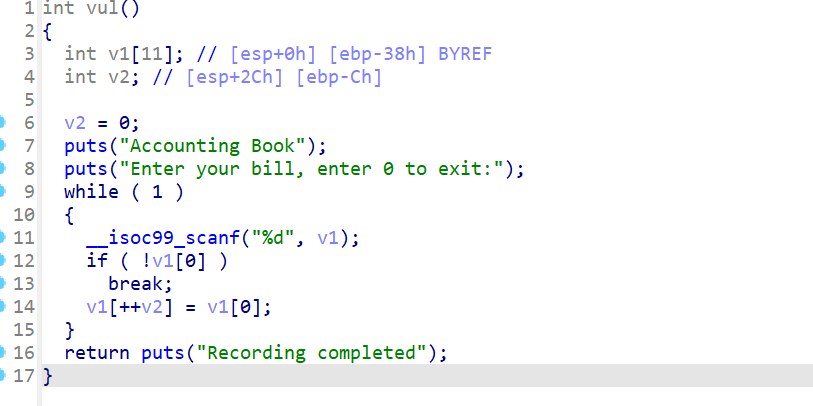 1 int vul()
2 {
3   int v1[11]; // [esp+0h] [ebp-38h] BYREF
4   int v2; // [esp+2Ch] [ebp-Ch]
5
6   v2 = 0;
7   puts("Accounting Book");
8   puts("Enter your bill, enter 0 to exit:");
9   while ( 1 )
10   {
11     __isoc99_scanf("%d", v1);
12     if ( !v1[0] )
13       break;
14     v1[++v2] = v1[0];
15   }
16   return puts("Recording completed");
17 }